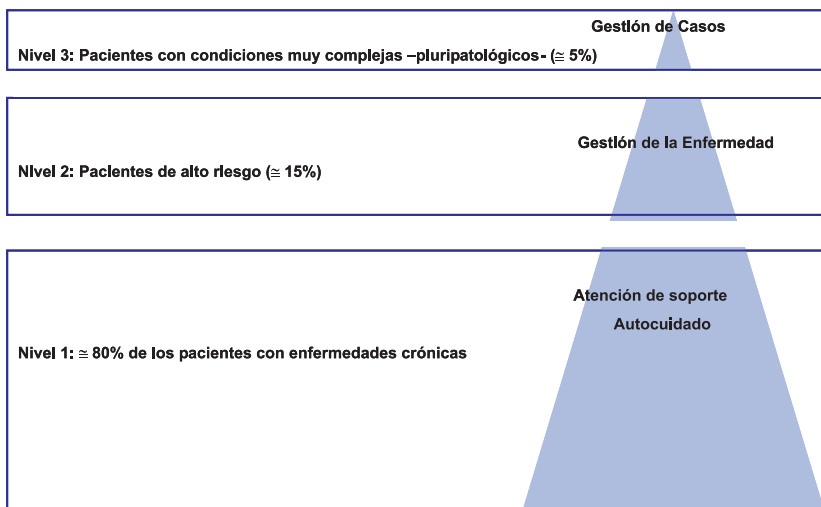 Gestión de Casos
Nivel 3: Pacientes con condiciones muy complejas –pluripatológicos- (≅ 5%)
Gestión de la Enfermedad
Nivel 2: Pacientes de alto riesgo (≅ 15%)
Atención de soporte
Autocuidado
Nivel 1: ≅ 80% de los pacientes con enfermedades crónicas